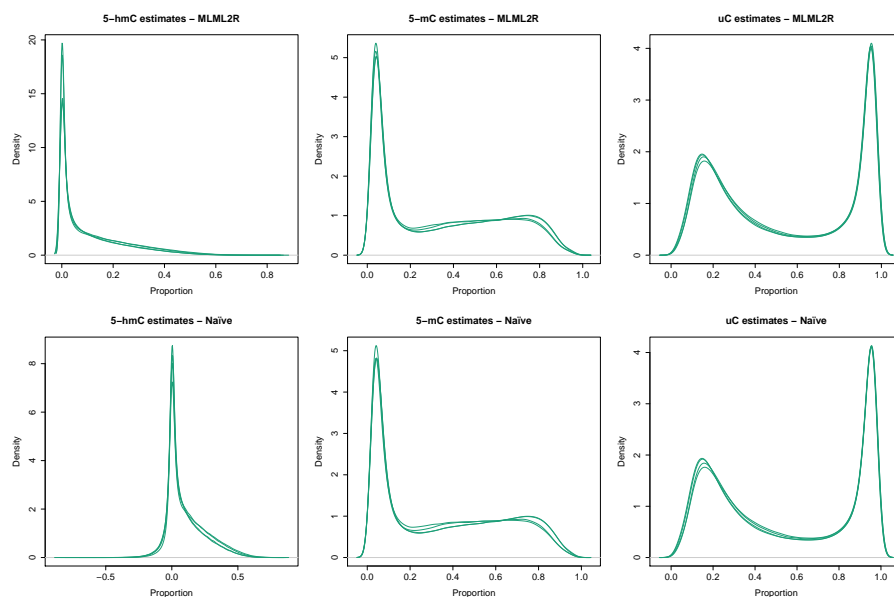 5−hmC estimates − MLML2R
5−mC estimates − MLML2R
uC estimates − MLML2R
Density
0
5
10
15
20
0.0 0.2 0.4 0.6 0.8
Proportion
Density
0
1
2
3
4
5
0.0 0.2 0.4 0.6 0.8 1.0
Proportion
Density
0
1
2
3
4
0.0 0.2 0.4 0.6 0.8 1.0
Proportion
5−hmC estimates − Naïve
5−mC estimates − Naïve
uC estimates − Naïve
Density
0
2
4
6
8
−0.5 0.0 0.5
Proportion
Density
0
1
2
3
4
5
0.0 0.2 0.4 0.6 0.8 1.0
Proportion
Density
0
1
2
3
4
0.0 0.2 0.4 0.6 0.8 1.0
Proportion